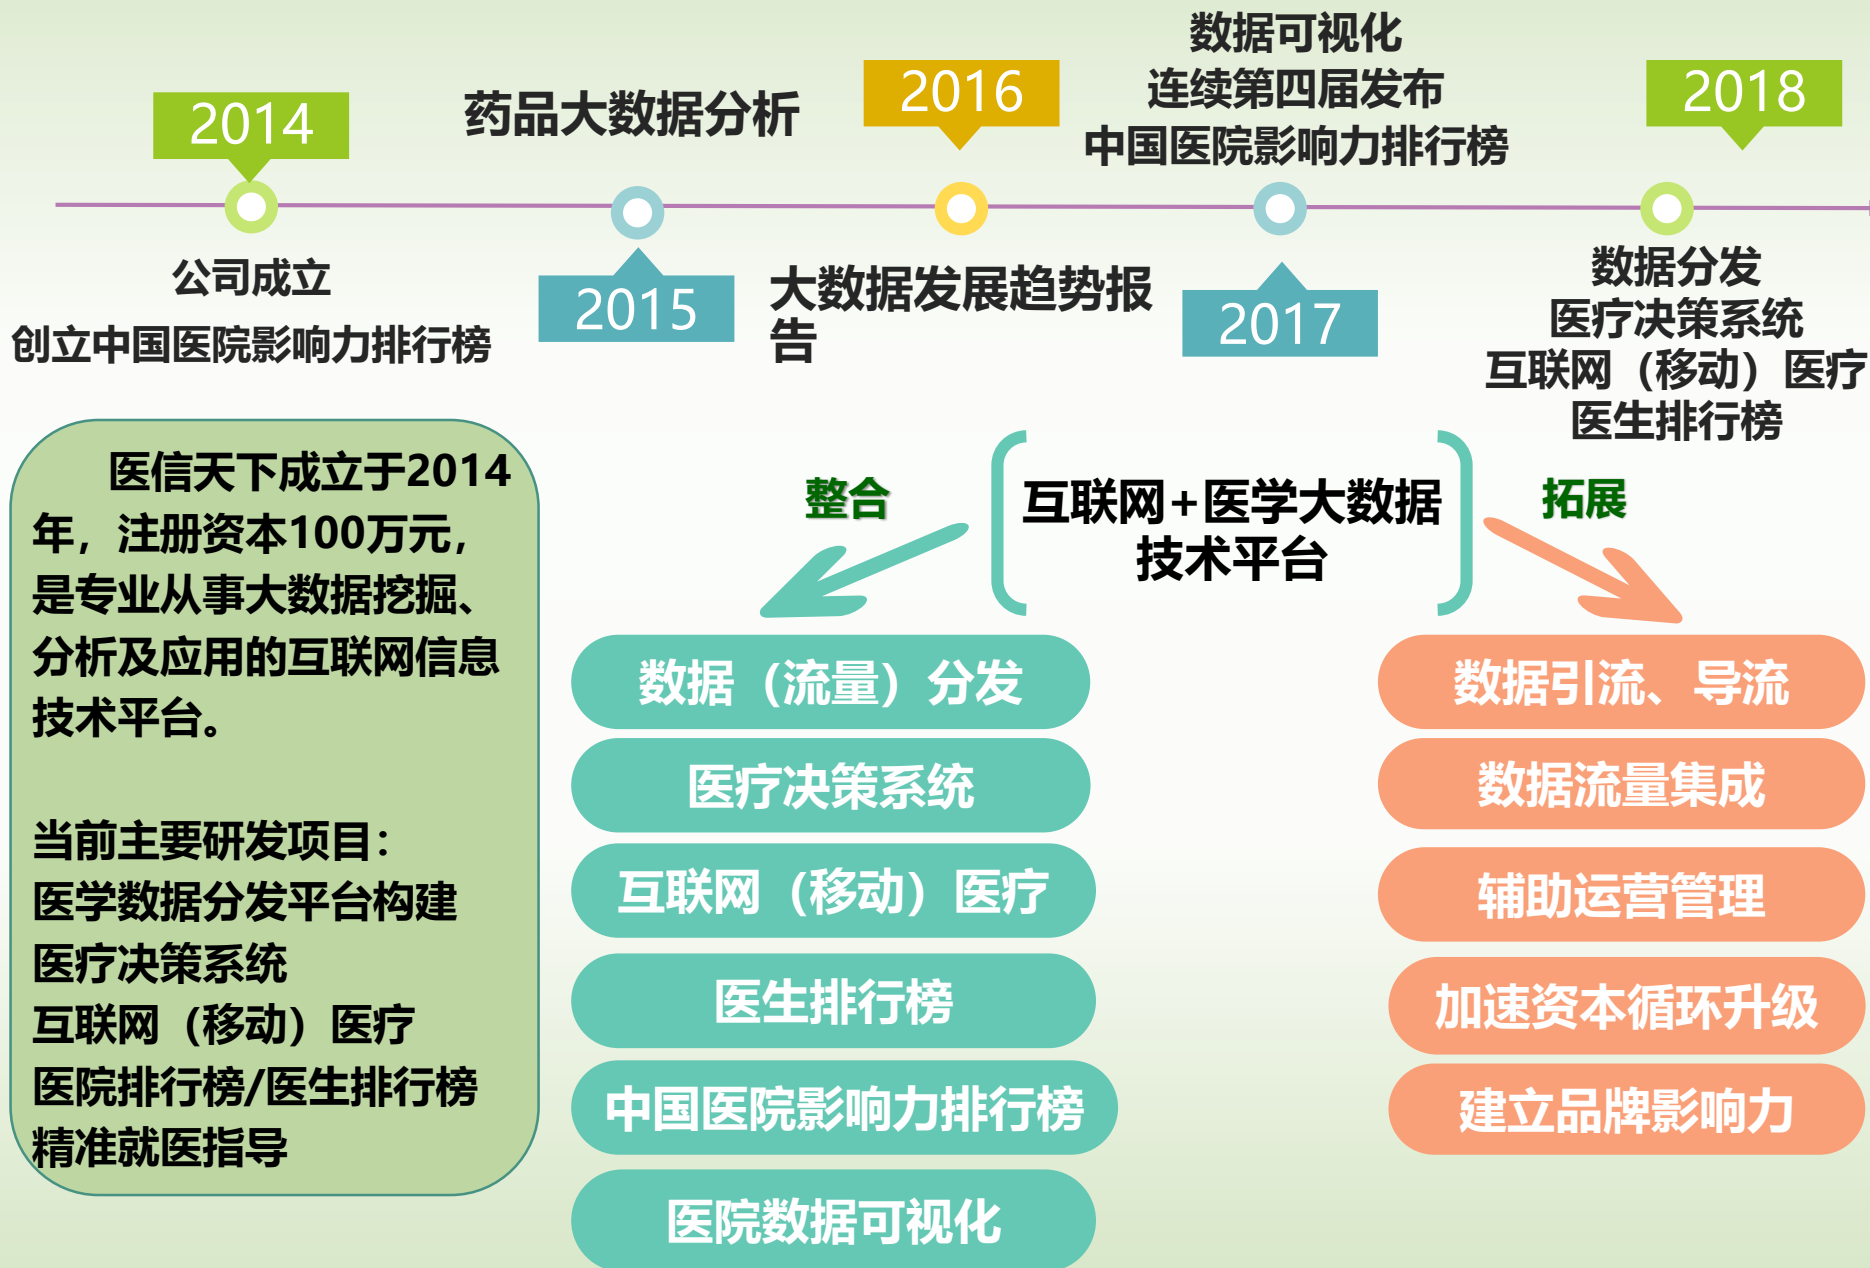 2014
公司成立
创立中国医院影响力排行榜
药品大数据分析
2015
2016
大数据发展趋势报
告
数据可视化
连续第四届发布
中国医院影响力排行榜
2017
2018
数据分发
医疗决策系统
互联网（移动）医疗
医生排行榜
医信天下成立于2014
年，注册资本100万元，
是专业从事大数据挖掘、
分析及应用的互联网信息
技术平台。
当前主要研发项目：
医学数据分发平台构建
医疗决策系统
互联网（移动）医疗
医院排行榜/医生排行榜
精准就医指导
整合
互联网+医学大数据
技术平台
拓展
数据（流量）分发
医疗决策系统
互联网（移动）医疗
医生排行榜
中国医院影响力排行榜
医院数据可视化
数据引流、导流
数据流量集成
辅助运营管理
加速资本循环升级
建立品牌影响力